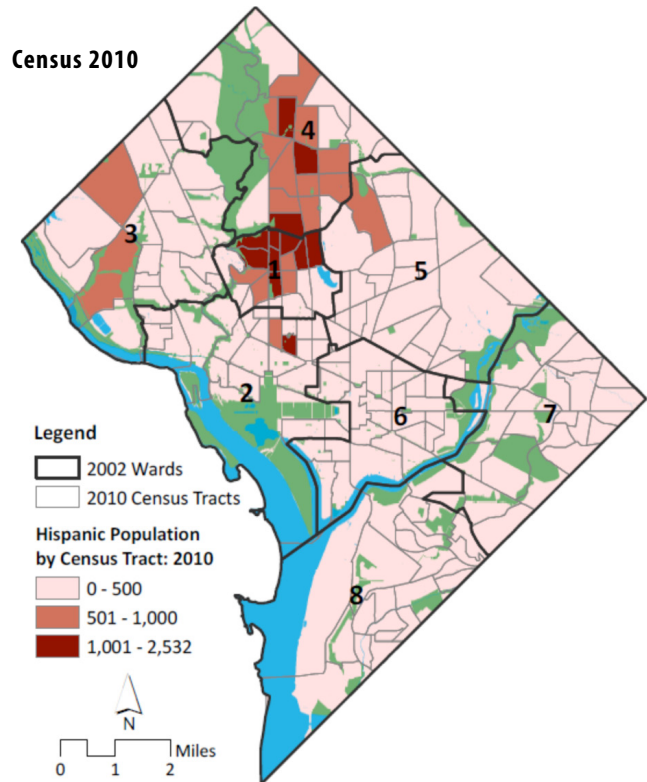 Census 2010
4
3
1
5
2
6
7
8
Legend
2002 Wards
2010 Census Tracts
Hispanic Population
by Census Tract: 2010
0 - 500
501 - 1,000
1,001 - 2,532
N
Miles
0 1 2